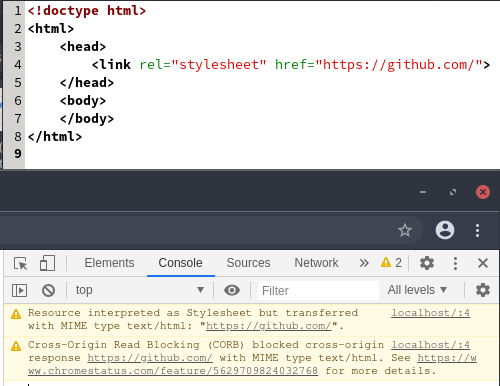 1 <!doctype html>
2 <html>
3 <head>
4 <link rel="stylesheet" href="https://github.com/">
5 </head>
6 <body>
7 </body>
8 </html>
9
Elements Console Sources Network » 2
top Filter All levels
Resource interpreted as Stylesheet but transferred localhost/:4
with MIME type text/html: "https://github.com/".
Cross-Origin Read Blocking (CORB) blocked cross-origin localhost/:4
response https://github.com/ with MIME type text/html. See https://w
ww.chromestatus.com/feature/5629709824032768 for more details.